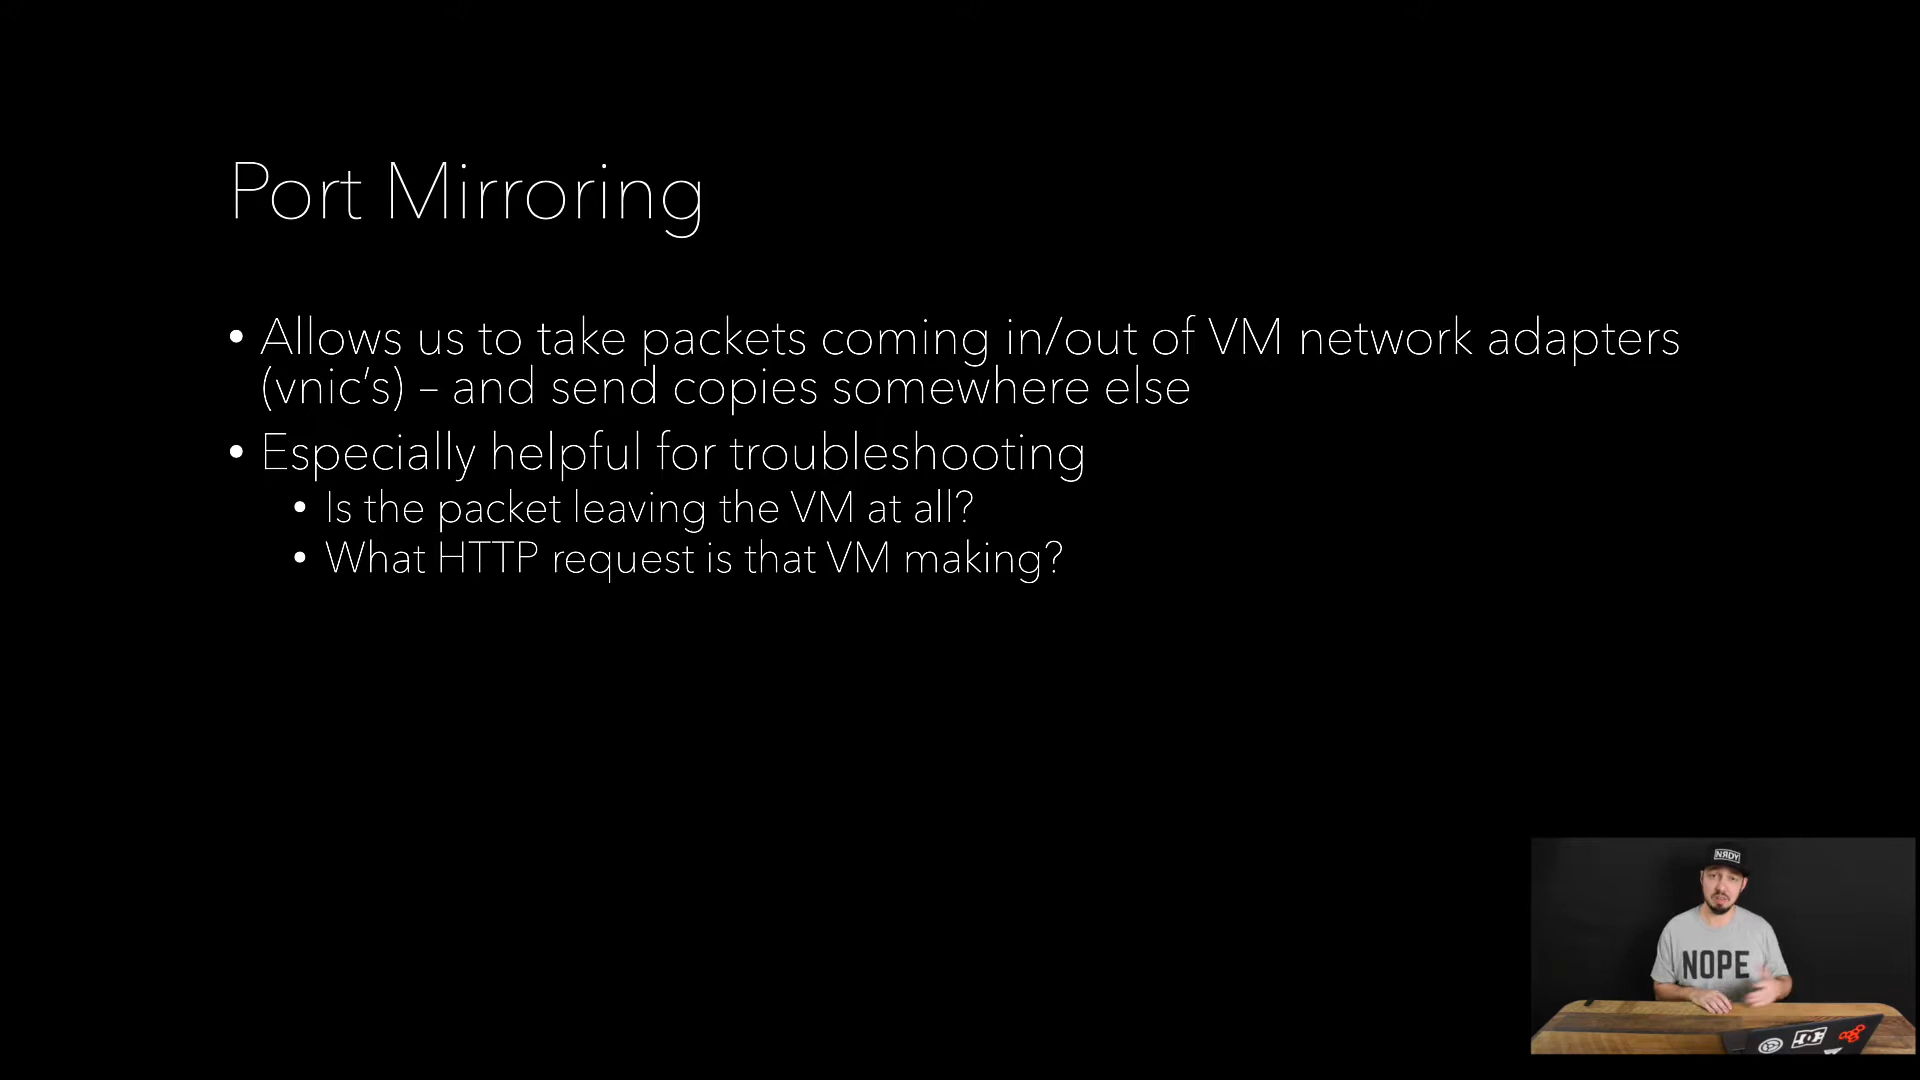 Port Mirroring
• Allows us to take packets coming in/out of VM network adapters
(vnic’s) – and send copies somewhere else
• Especially helpful for troubleshooting
• Is the packet leaving the VM at all?
• What HTTP request is that VM making?
NRDY
NOPE